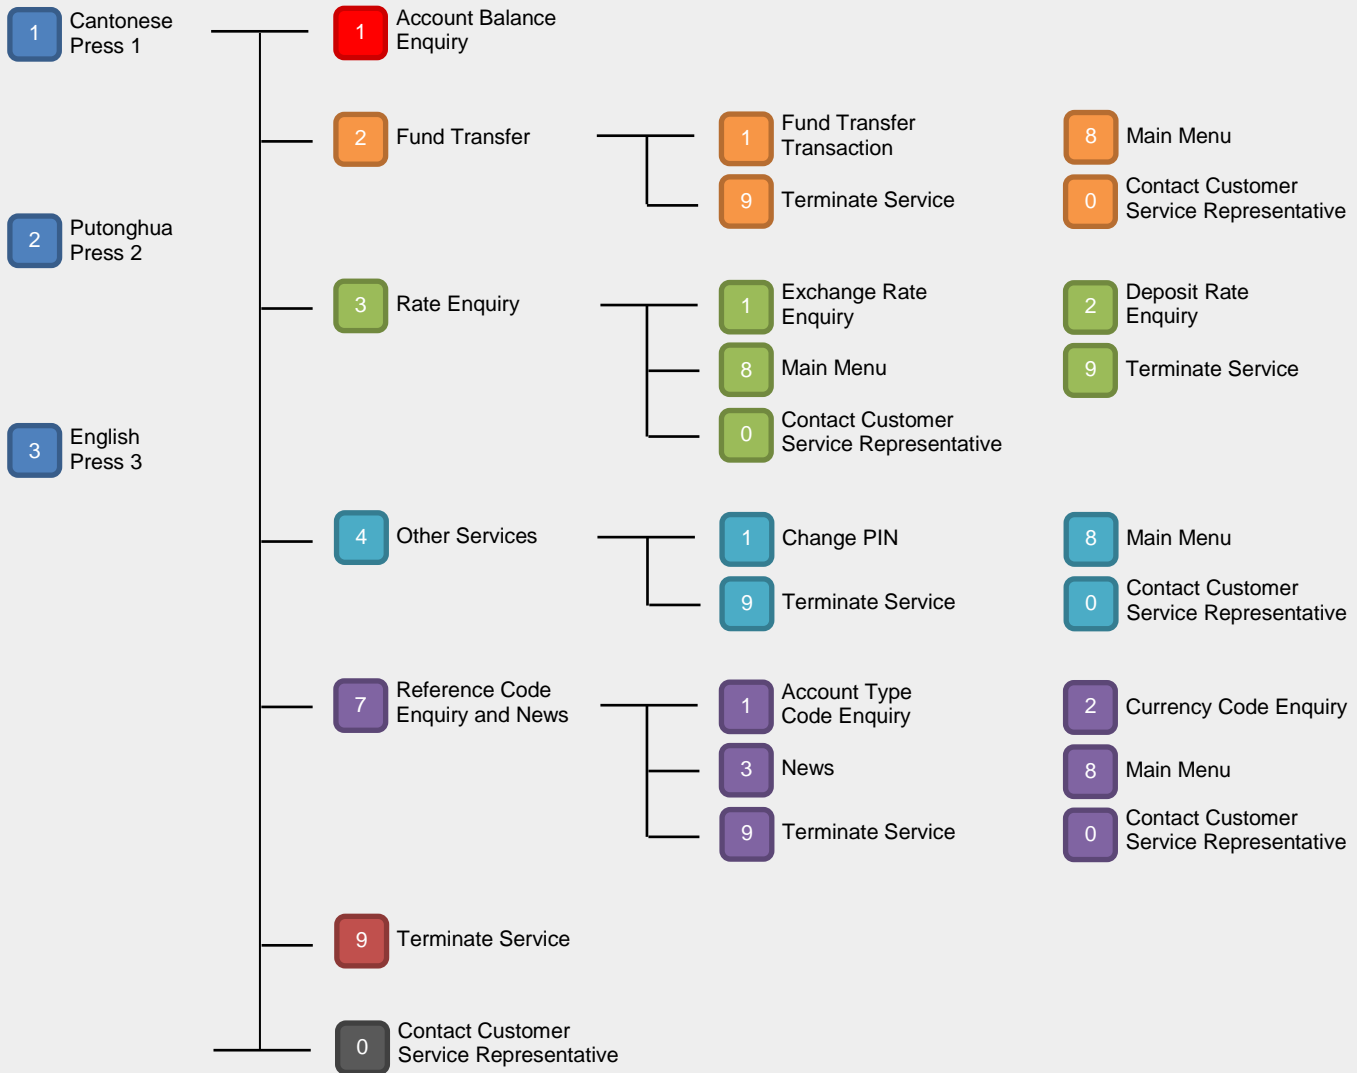 1
Cantonese
Press 1
2
Putonghua
Press 2
3
English
Press 3
1
Account Balance
Enquiry
2
Fund Transfer
1
Fund Transfer
Transaction
8
Main Menu
9
Terminate Service
0
Contact Customer
Service Representative
3
Rate Enquiry
1
Exchange Rate
Enquiry
2
Deposit Rate
Enquiry
8
Main Menu
9
Terminate Service
0
Contact Customer
Service Representative
4
Other Services
1
Change PIN
8
Main Menu
9
Terminate Service
0
Contact Customer
Service Representative
7
Reference Code
Enquiry and News
1
Account Type
Code Enquiry
2
Currency Code Enquiry
3
News
8
Main Menu
9
Terminate Service
0
Contact Customer
Service Representative
9
Terminate Service
0
Contact Customer
Service Representative